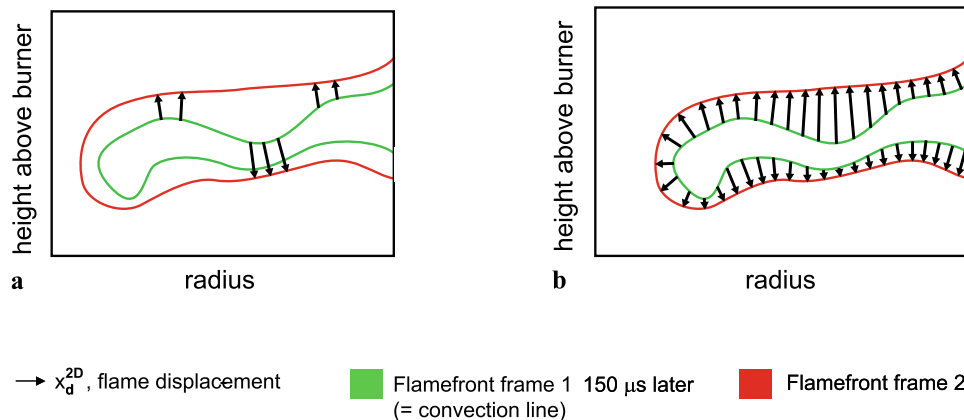 height above burner
height above burner
a
radius
b
radius
x_d^2D, flame displacement
Flamefront frame 1 150 μs later
(= convection line)
Flamefront frame 2